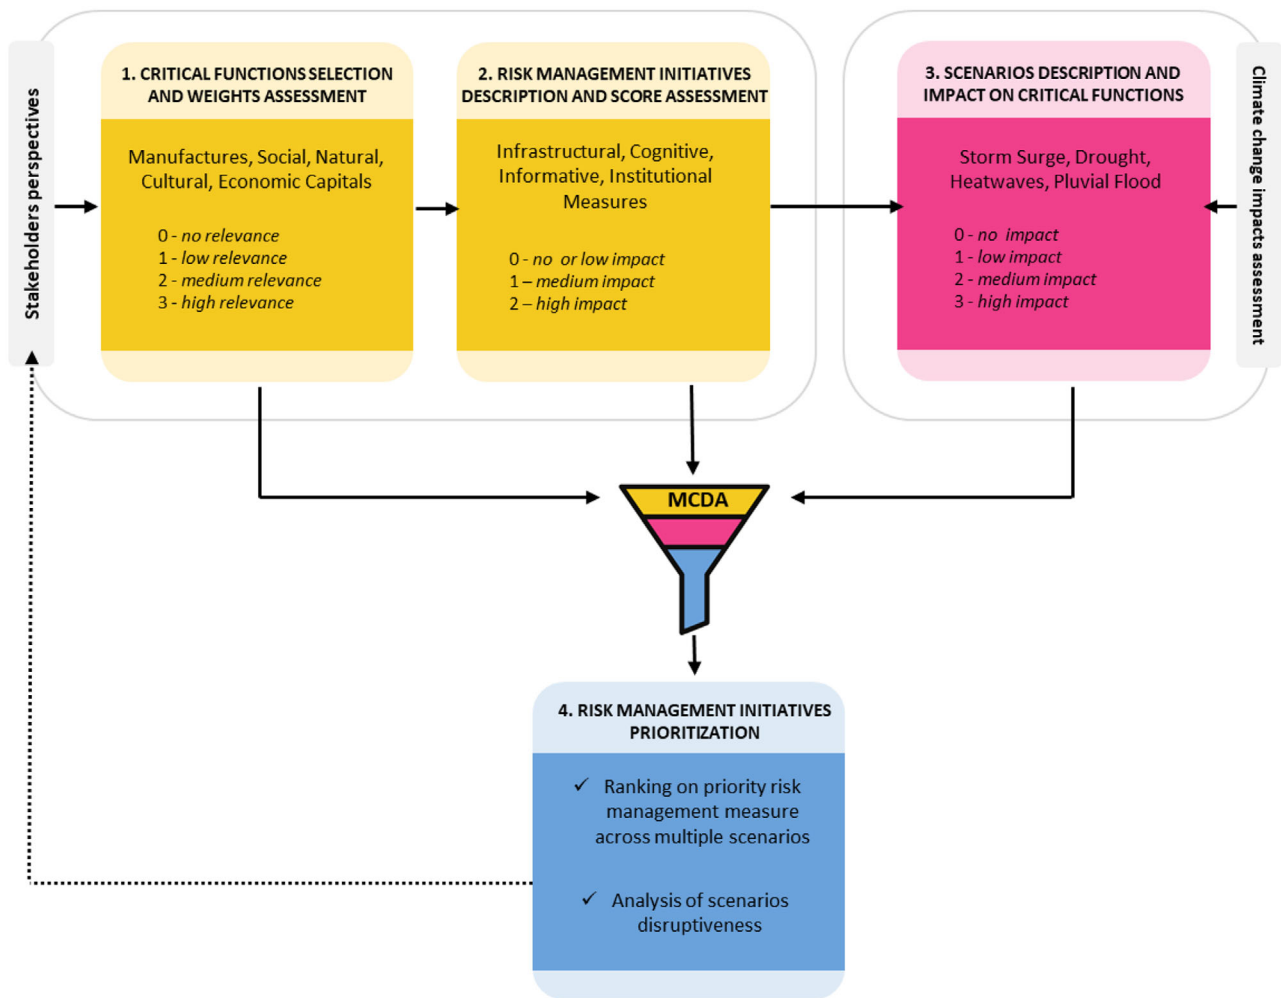 Stakeholders perspectives
1. CRITICAL FUNCTIONS SELECTION
AND WEIGHTS ASSESSMENT
Manufactures, Social, Natural,
Cultural, Economic Capitals
0 - no relevance
1 - low relevance
2 - medium relevance
3 - high relevance
2. RISK MANAGEMENT INITIATIVES
DESCRIPTION AND SCORE ASSESSMENT
Infrastructural, Cognitive,
Informative, Institutional
Measures
0 - no or low impact
1 – medium impact
2 – high impact
3. SCENARIOS DESCRIPTION AND
IMPACT ON CRITICAL FUNCTIONS
Storm Surge, Drought,
Heatwaves, Pluvial Flood
0 - no impact
1 - low impact
2 - medium impact
3 - high impact
Climate change impacts assessment
MCDA
4. RISK MANAGEMENT INITIATIVES
PRIORITIZATION
✓ Ranking on priority risk
management measure
across multiple scenarios
✓ Analysis of scenarios
disruptiveness